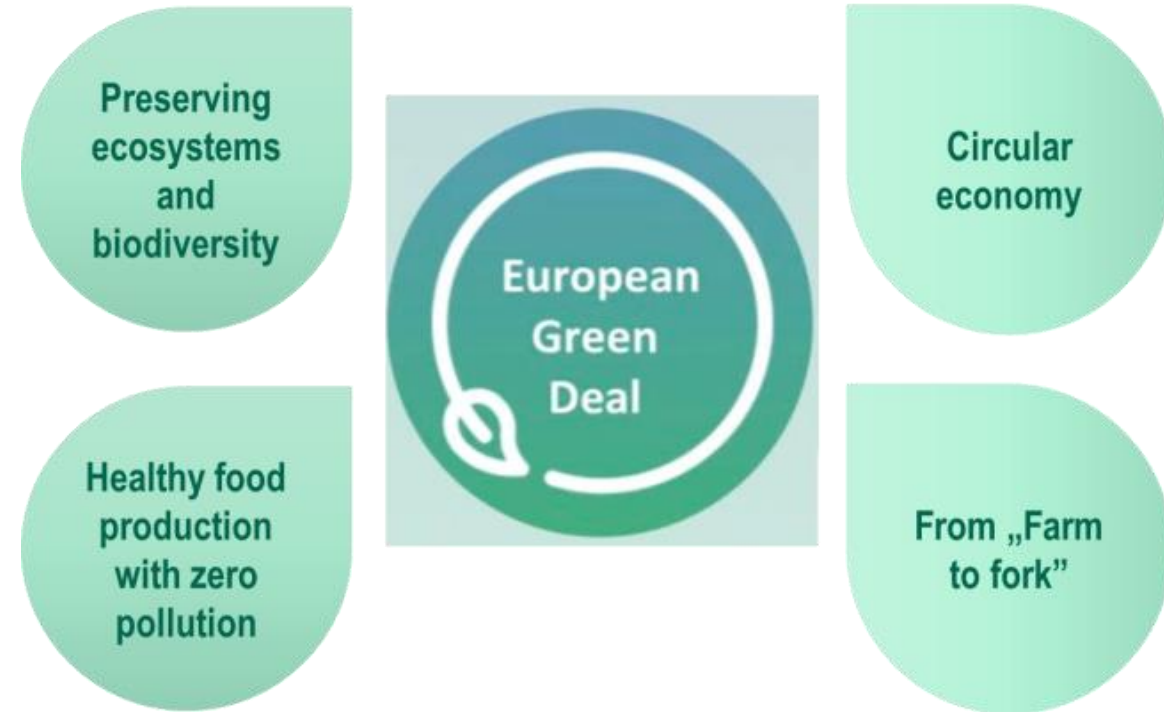 Preserving
ecosystems
and
biodiversity
European
Green
Deal
Circular
economy
Healthy food
production
with zero
pollution
From „Farm
to fork”